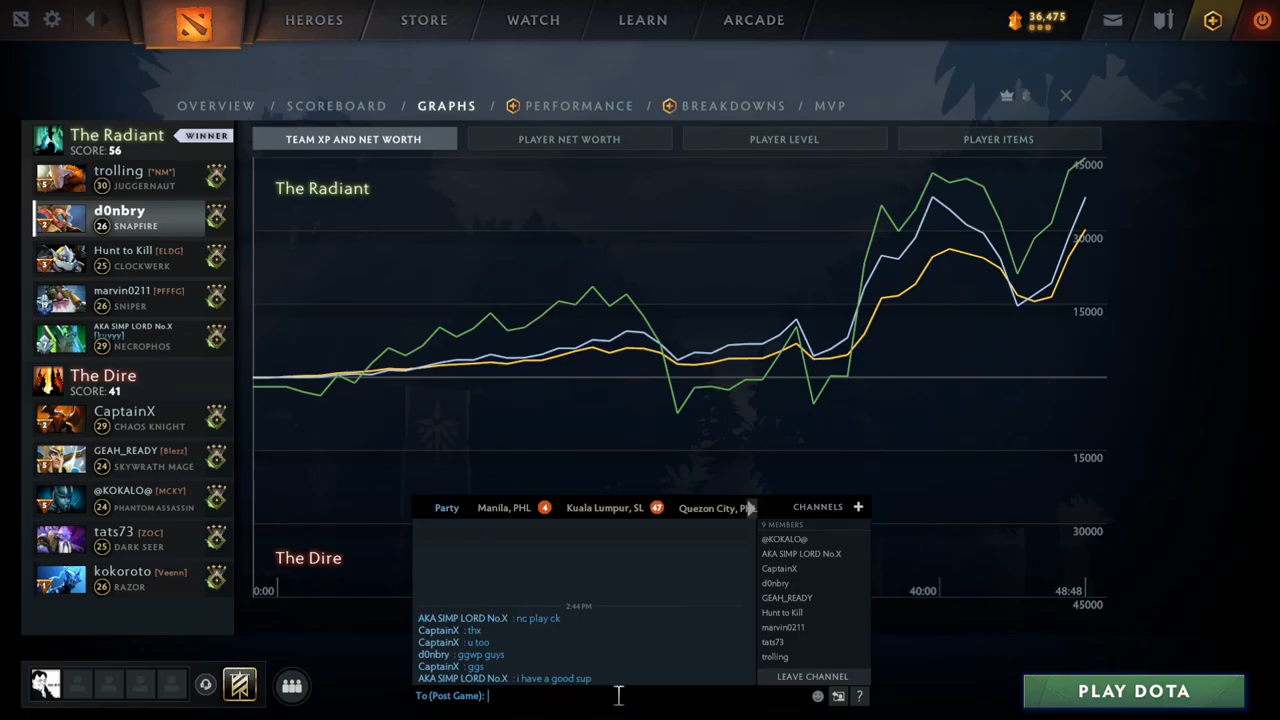 HEROES
STORE
WATCH
LEARN
ARCADE
36,475
OVERVIEW / SCOREBOARD / GRAPHS / PERFORMANCE / BREAKDOWNS / MVP
The Radiant
WINNER
SCORE: 56
trolling ["NM"]
30 JUGGERNAUT
d0nbry
26 SNAPFIRE
Hunt to Kill [ELDG]
25 CLOCKWERK
marvin0211 [PFFFG]
26 SNIPER
AKA SIMP LORD No.X
29 NECROPHOS
The Dire
SCORE: 41
CaptainX
29 CHAOS KNIGHT
GEAH_READY [Blezz]
24 SKYWRATH MAGE
@KOKALO@ [MCKY]
24 PHANTOM ASSASSIN
tats73 [ZOC]
25 DARK SEER
kokoroto [Veenn]
26 RAZOR
TEAM XP AND NET WORTH
PLAYER NET WORTH
PLAYER LEVEL
PLAYER ITEMS
The Radiant
45000
30000
15000
15000
30000
45000
The Dire
0:00
40:00
48:48
Party
Manila, PHL 4
Kuala Lumpur, SL 47
Quezon City,
CHANNELS +
9 MEMBERS
@KOKALO@
AKA SIMP LORD No.X
CaptainX
d0nbry
GEAH_READY
Hunt to Kill
marvin0211
tats73
trolling
LEAVE CHANNEL
2:44 PM
AKA SIMP LORD No.X : nc play ck
CaptainX : thx
CaptainX : u too
d0nbry : ggwp guys
CaptainX : ggs
AKA SIMP LORD No.X : i have a good sup
To (Post Game):
?
PLAY DOTA